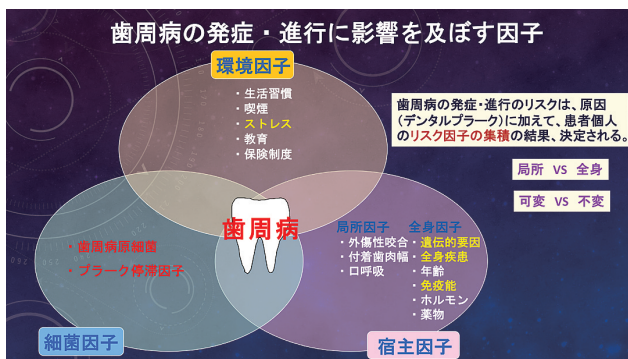 歯周病の発症・進行に影響を及ぼす因子
環境因子
・生活習慣
・喫煙
・ストレス
・教育
・保険制度
歯周病の発症・進行のリスクは、原因
（デンタルプラーク）に加えて、患者個人
のリスク因子の集積の結果、決定される。
局所 VS 全身
可変 VS 不変
歯周病
・歯周病原細菌
・プラーク停滞因子
細菌因子
局所因子
・外傷性咬合
・付着歯肉幅
・口呼吸
全身因子
・遺伝的要因
・全身疾患
・年齢
・免疫能
・ホルモン
・薬物
宿主因子